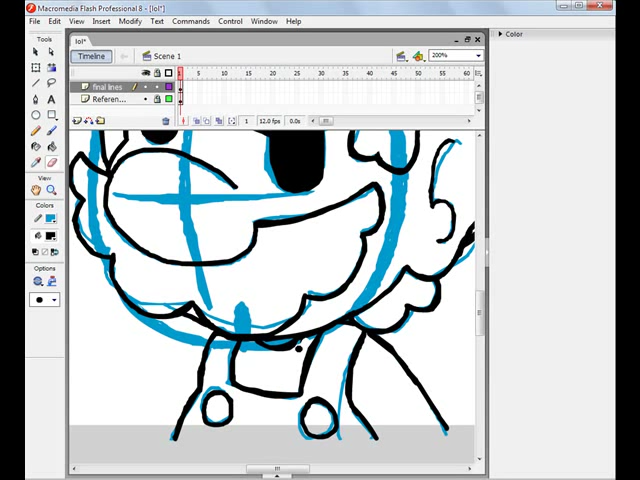 Macromedia Flash Professional 8 - [lol*]
File Edit View Insert Modify Text Commands Control Window Help
Tools
View
Colors
Options
lol*
Timeline Scene 1 200%
1 5 10 15 20 25 30 35 40 45 50 55 60
final lines
Referen...
1 12.0 fps 0.0s
Color